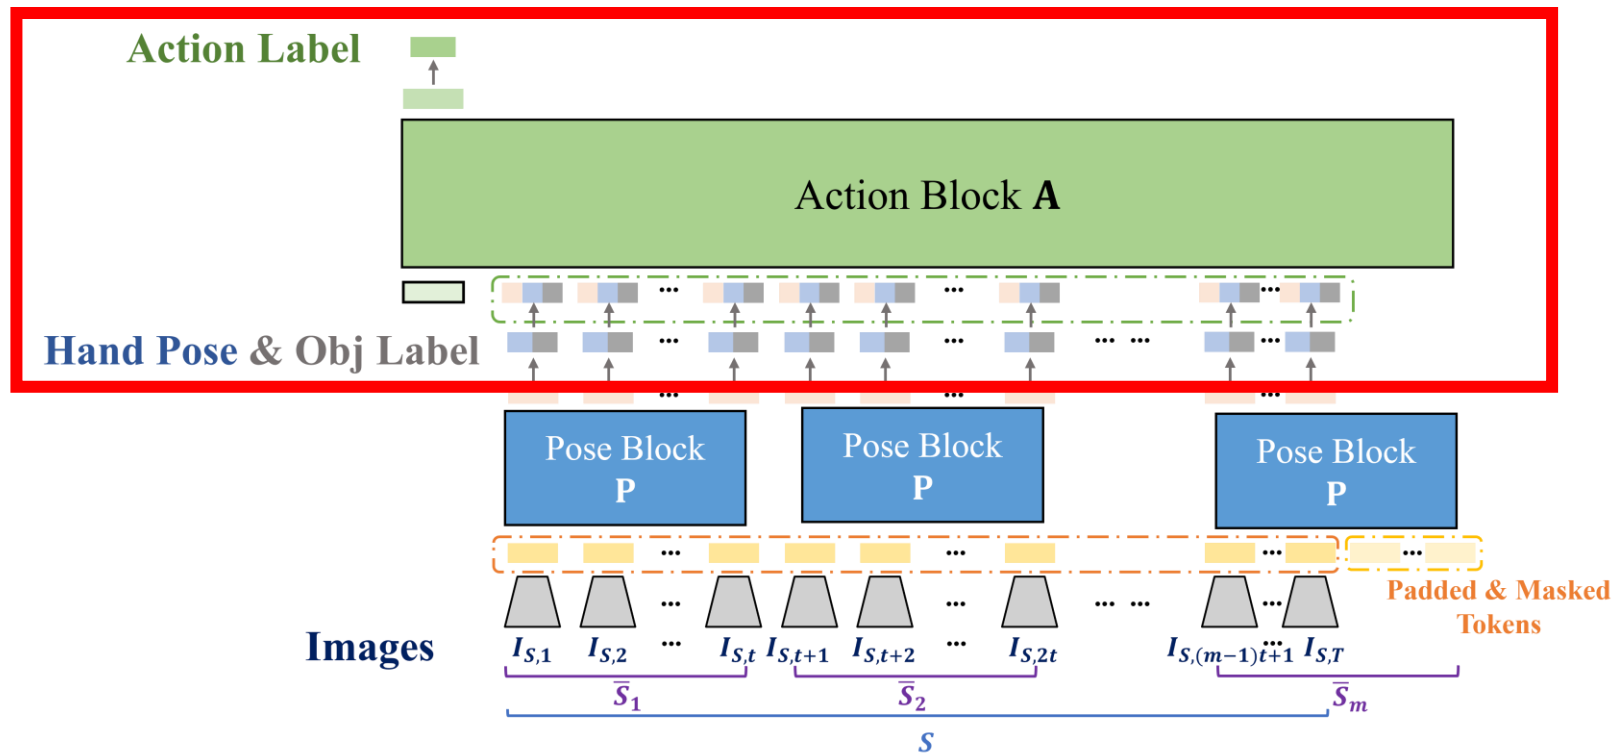 Action Label
Action Block A
Hand Pose & Obj Label
Pose Block
P
Pose Block
P
Pose Block
P
Padded & Masked
Tokens
Images
I_{S,1} I_{S,2} ... I_{S,t} I_{S,t+1} I_{S,t+2} ... I_{S,2t} I_{S,(m−1)t+1} ... I_{S,T}
S̅_1 S̅_2 S̅_m
S